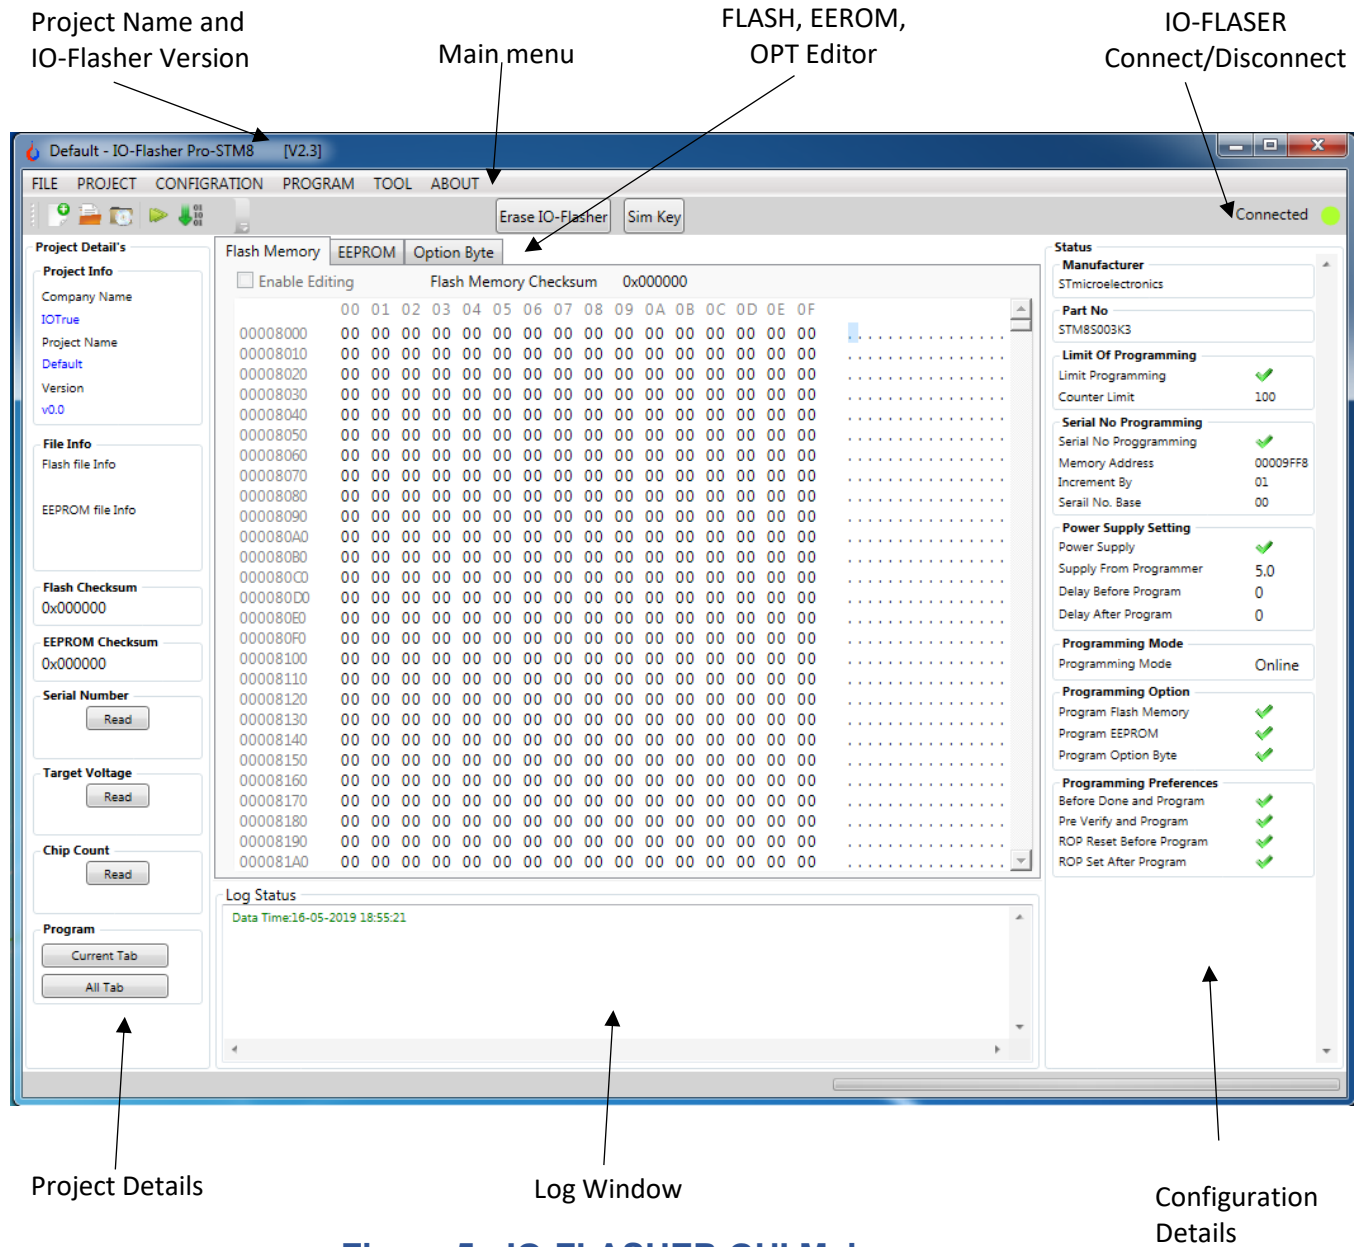 Project Name and
IO-Flasher Version
Main menu
FLASH, EEROM,
OPT Editor
IO-FLASER
Connect/Disconnect
Default - IO-Flasher Pro-STM8 [V2.3]
FILE PROJECT CONFIGRATION PROGRAM TOOL ABOUT
Erase IO-Flasher Sim Key
Connected
Project Detail's
Project Info
Company Name
IOTrue
Project Name
Default
Version
v0.0
File Info
Flash file Info
EEPROM file Info
Flash Checksum
0x000000
EEPROM Checksum
0x000000
Serial Number
Read
Target Voltage
Read
Chip Count
Read
Program
Current Tab
All Tab
Flash Memory EEPROM Option Byte
Enable Editing Flash Memory Checksum 0x000000
00 01 02 03 04 05 06 07 08 09 0A 0B 0C 0D 0E 0F
00008000 00 00 00 00 00 00 00 00 00 00 00 00 00 00 00 00 ................
00008010 00 00 00 00 00 00 00 00 00 00 00 00 00 00 00 00 ................
00008020 00 00 00 00 00 00 00 00 00 00 00 00 00 00 00 00 ................
00008030 00 00 00 00 00 00 00 00 00 00 00 00 00 00 00 00 ................
00008040 00 00 00 00 00 00 00 00 00 00 00 00 00 00 00 00 ................
00008050 00 00 00 00 00 00 00 00 00 00 00 00 00 00 00 00 ................
00008060 00 00 00 00 00 00 00 00 00 00 00 00 00 00 00 00 ................
00008070 00 00 00 00 00 00 00 00 00 00 00 00 00 00 00 00 ................
00008080 00 00 00 00 00 00 00 00 00 00 00 00 00 00 00 00 ................
00008090 00 00 00 00 00 00 00 00 00 00 00 00 00 00 00 00 ................
000080A0 00 00 00 00 00 00 00 00 00 00 00 00 00 00 00 00 ................
000080B0 00 00 00 00 00 00 00 00 00 00 00 00 00 00 00 00 ................
000080C0 00 00 00 00 00 00 00 00 00 00 00 00 00 00 00 00 ................
000080D0 00 00 00 00 00 00 00 00 00 00 00 00 00 00 00 00 ................
000080E0 00 00 00 00 00 00 00 00 00 00 00 00 00 00 00 00 ................
000080F0 00 00 00 00 00 00 00 00 00 00 00 00 00 00 00 00 ................
00008100 00 00 00 00 00 00 00 00 00 00 00 00 00 00 00 00 ................
00008110 00 00 00 00 00 00 00 00 00 00 00 00 00 00 00 00 ................
00008120 00 00 00 00 00 00 00 00 00 00 00 00 00 00 00 00 ................
00008130 00 00 00 00 00 00 00 00 00 00 00 00 00 00 00 00 ................
00008140 00 00 00 00 00 00 00 00 00 00 00 00 00 00 00 00 ................
00008150 00 00 00 00 00 00 00 00 00 00 00 00 00 00 00 00 ................
00008160 00 00 00 00 00 00 00 00 00 00 00 00 00 00 00 00 ................
00008170 00 00 00 00 00 00 00 00 00 00 00 00 00 00 00 00 ................
00008180 00 00 00 00 00 00 00 00 00 00 00 00 00 00 00 00 ................
00008190 00 00 00 00 00 00 00 00 00 00 00 00 00 00 00 00 ................
000081A0 00 00 00 00 00 00 00 00 00 00 00 00 00 00 00 00 ................
Log Status
Data Time:16-05-2019 18:55:21
Status
Manufacturer
STmicroelectronics
Part No
STM8S003K3
Limit Of Programming
Limit Programming
Counter Limit 100
Serial No Programming
Serial No Proggramming
Memory Address 00009FF8
Increment By 01
Serail No. Base 00
Power Supply Setting
Power Supply
Supply From Programmer 5.0
Delay Before Program 0
Delay After Program 0
Programming Mode
Programming Mode Online
Programming Option
Program Flash Memory
Program EEPROM
Program Option Byte
Programming Preferences
Before Done and Program
Pre Verify and Program
ROP Reset Before Program
ROP Set After Program
Project Details
Log Window
Configuration
Details
IO-FLASHER GUI